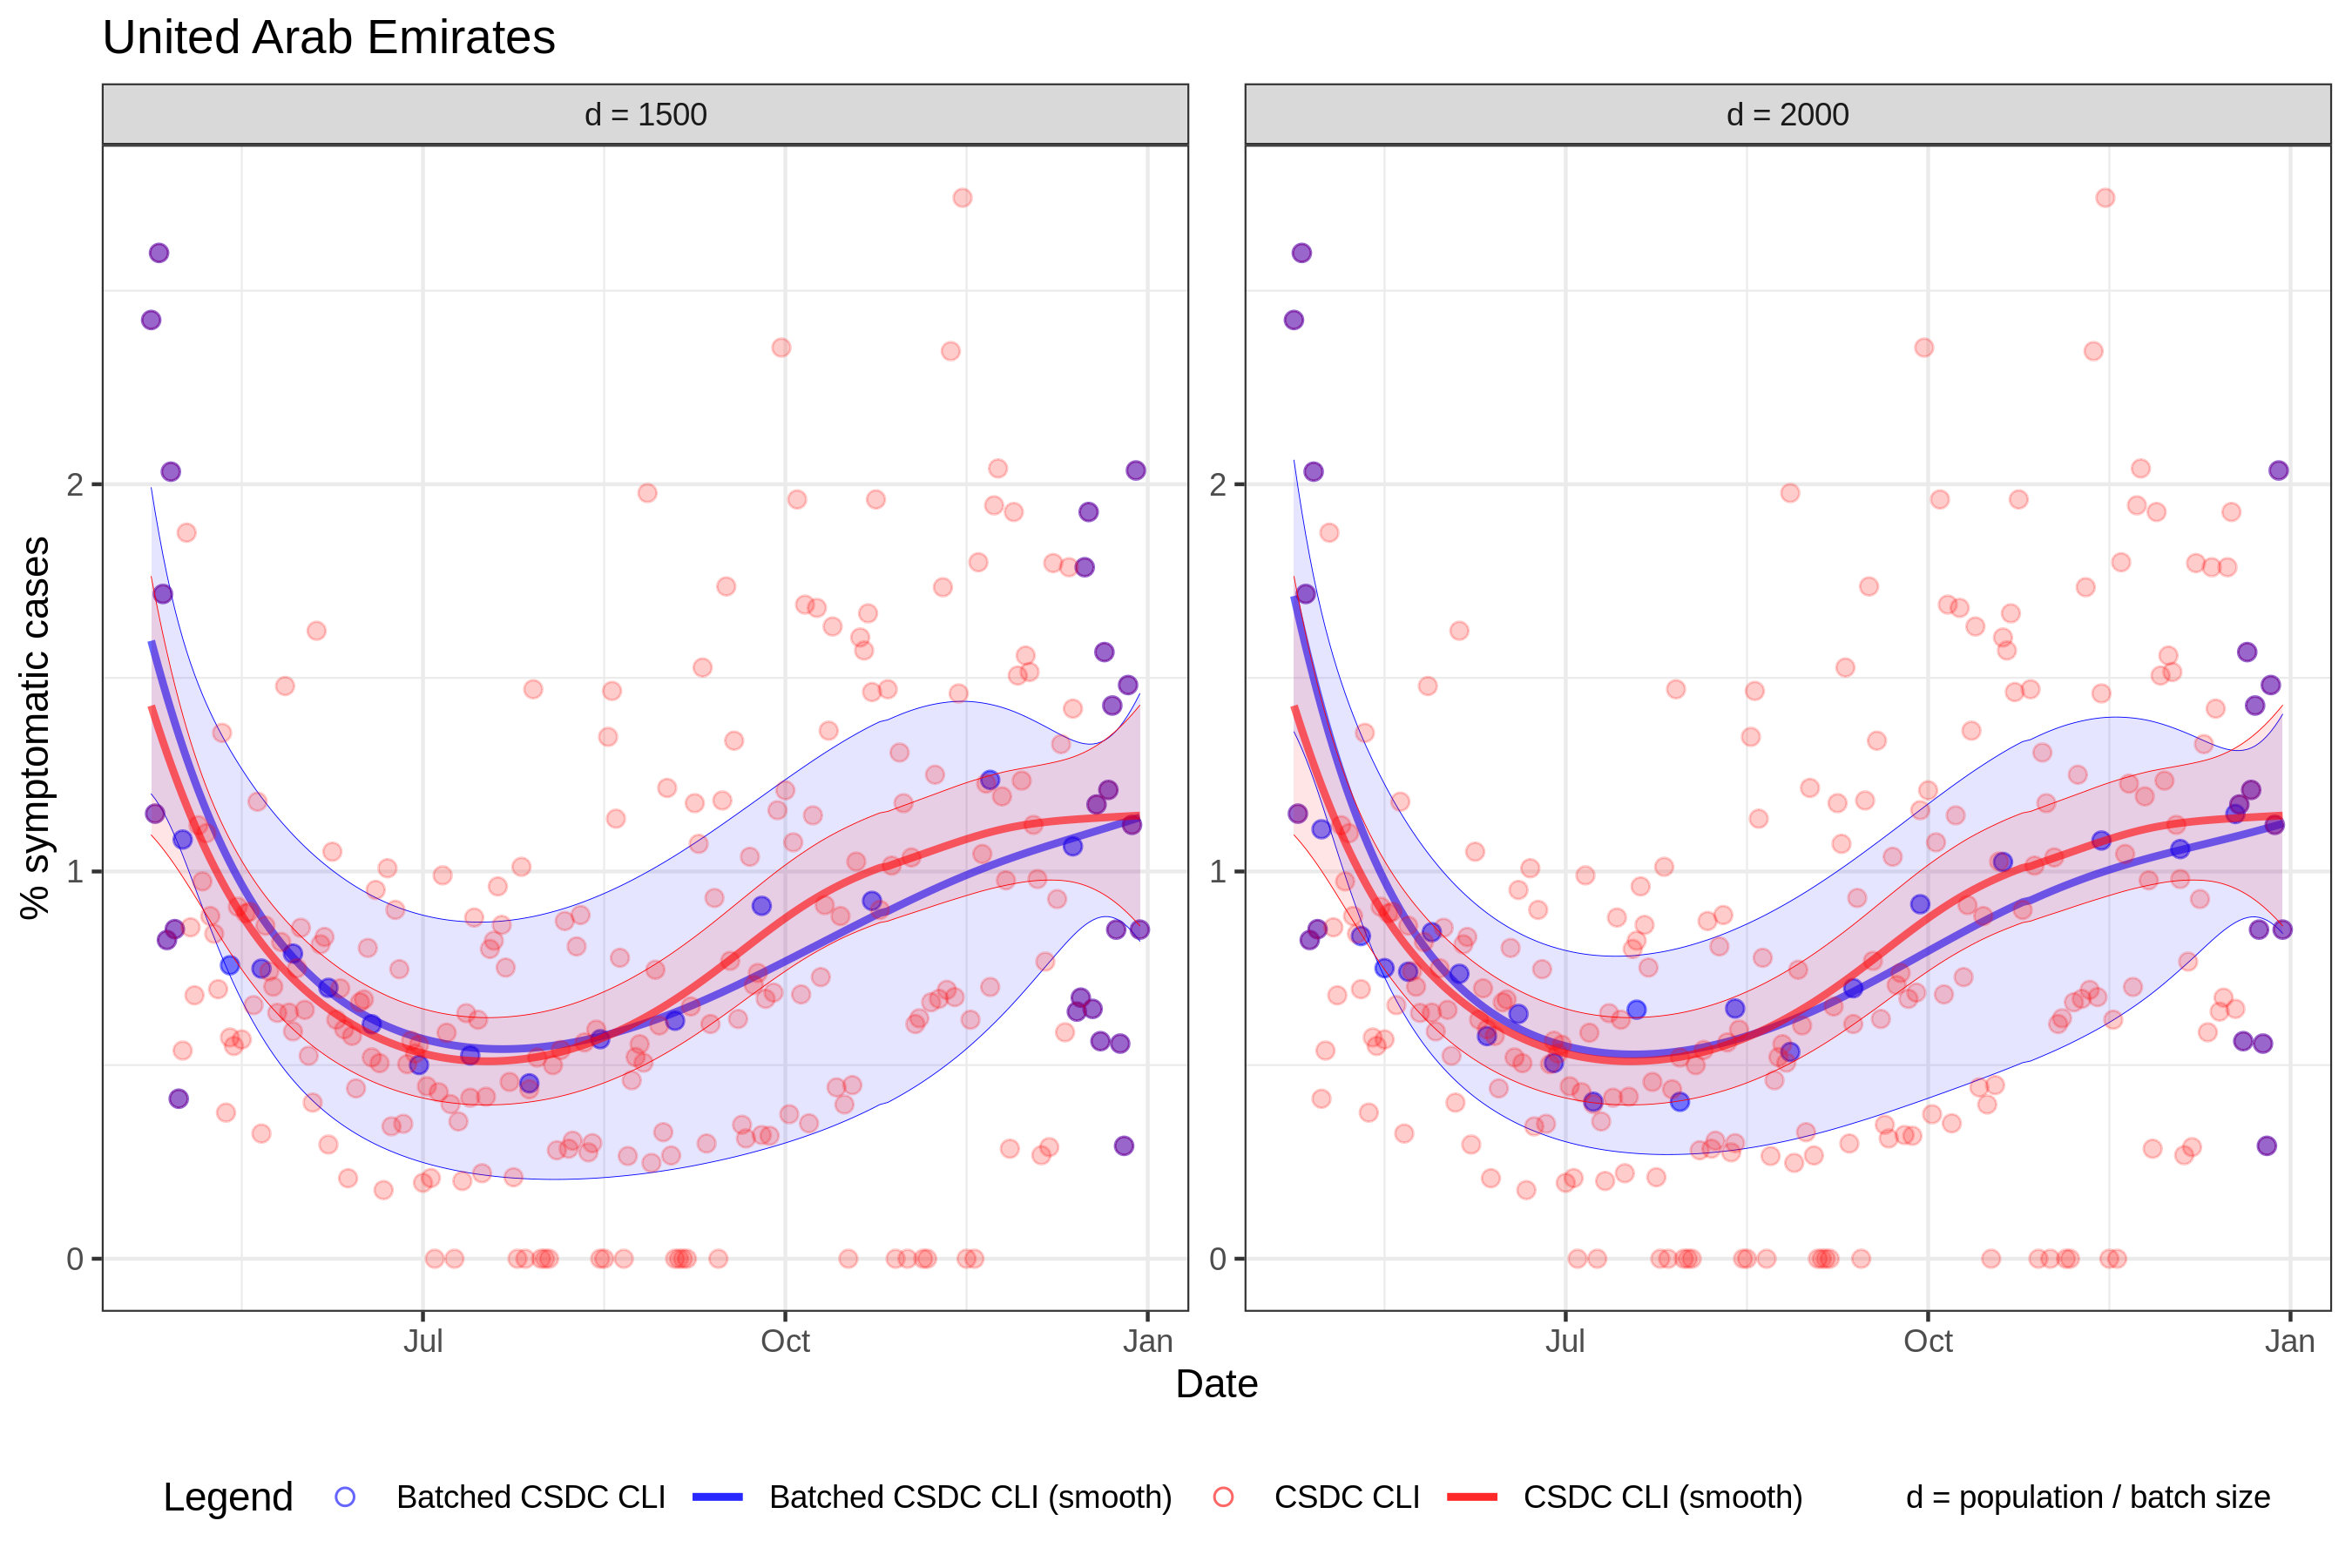 United Arab Emirates
d = 1500
d = 2000
% symptomatic cases
2
1
0
2
1
0
Jul
Oct
Jan
Jul
Oct
Jan
Date
Legend Batched CSDC CLI Batched CSDC CLI (smooth) CSDC CLI CSDC CLI (smooth) d = population / batch size